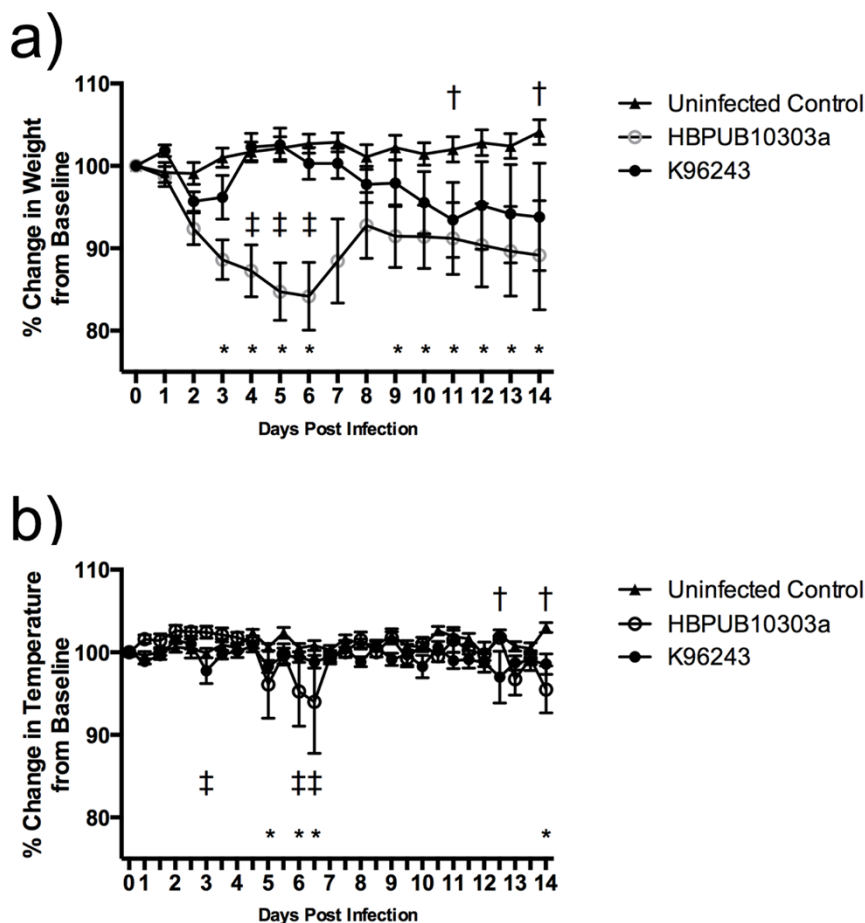 a)
110
100
90
80
% Change in Weight
from Baseline
† †
‡ ‡ ‡
* * * * * * * * * *
0 1 2 3 4 5 6 7 8 9 10 11 12 13 14
Days Post Infection
Uninfected Control
HBPUB10303a
K96243
b)
110
100
90
80
% Change in Temperature
from Baseline
† †
‡ ‡ ‡
* * * *
0 1 2 3 4 5 6 7 8 9 10 11 12 13 14
Days Post Infection
Uninfected Control
HBPUB10303a
K96243